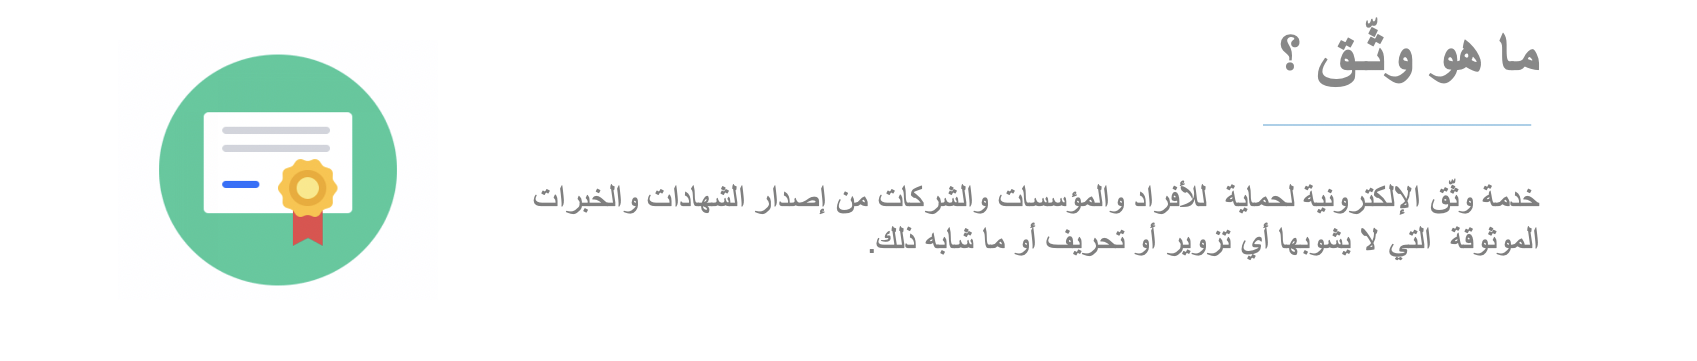 ما هو وثّـق ؟
خدمة وثّق الإلكترونية لحماية للأفراد والمؤسسات والشركات من إصدار الشهادات والخبرات
الموثوقة التي لا يشوبها أي تزوير أو تحريف أو ما شابه ذلك.